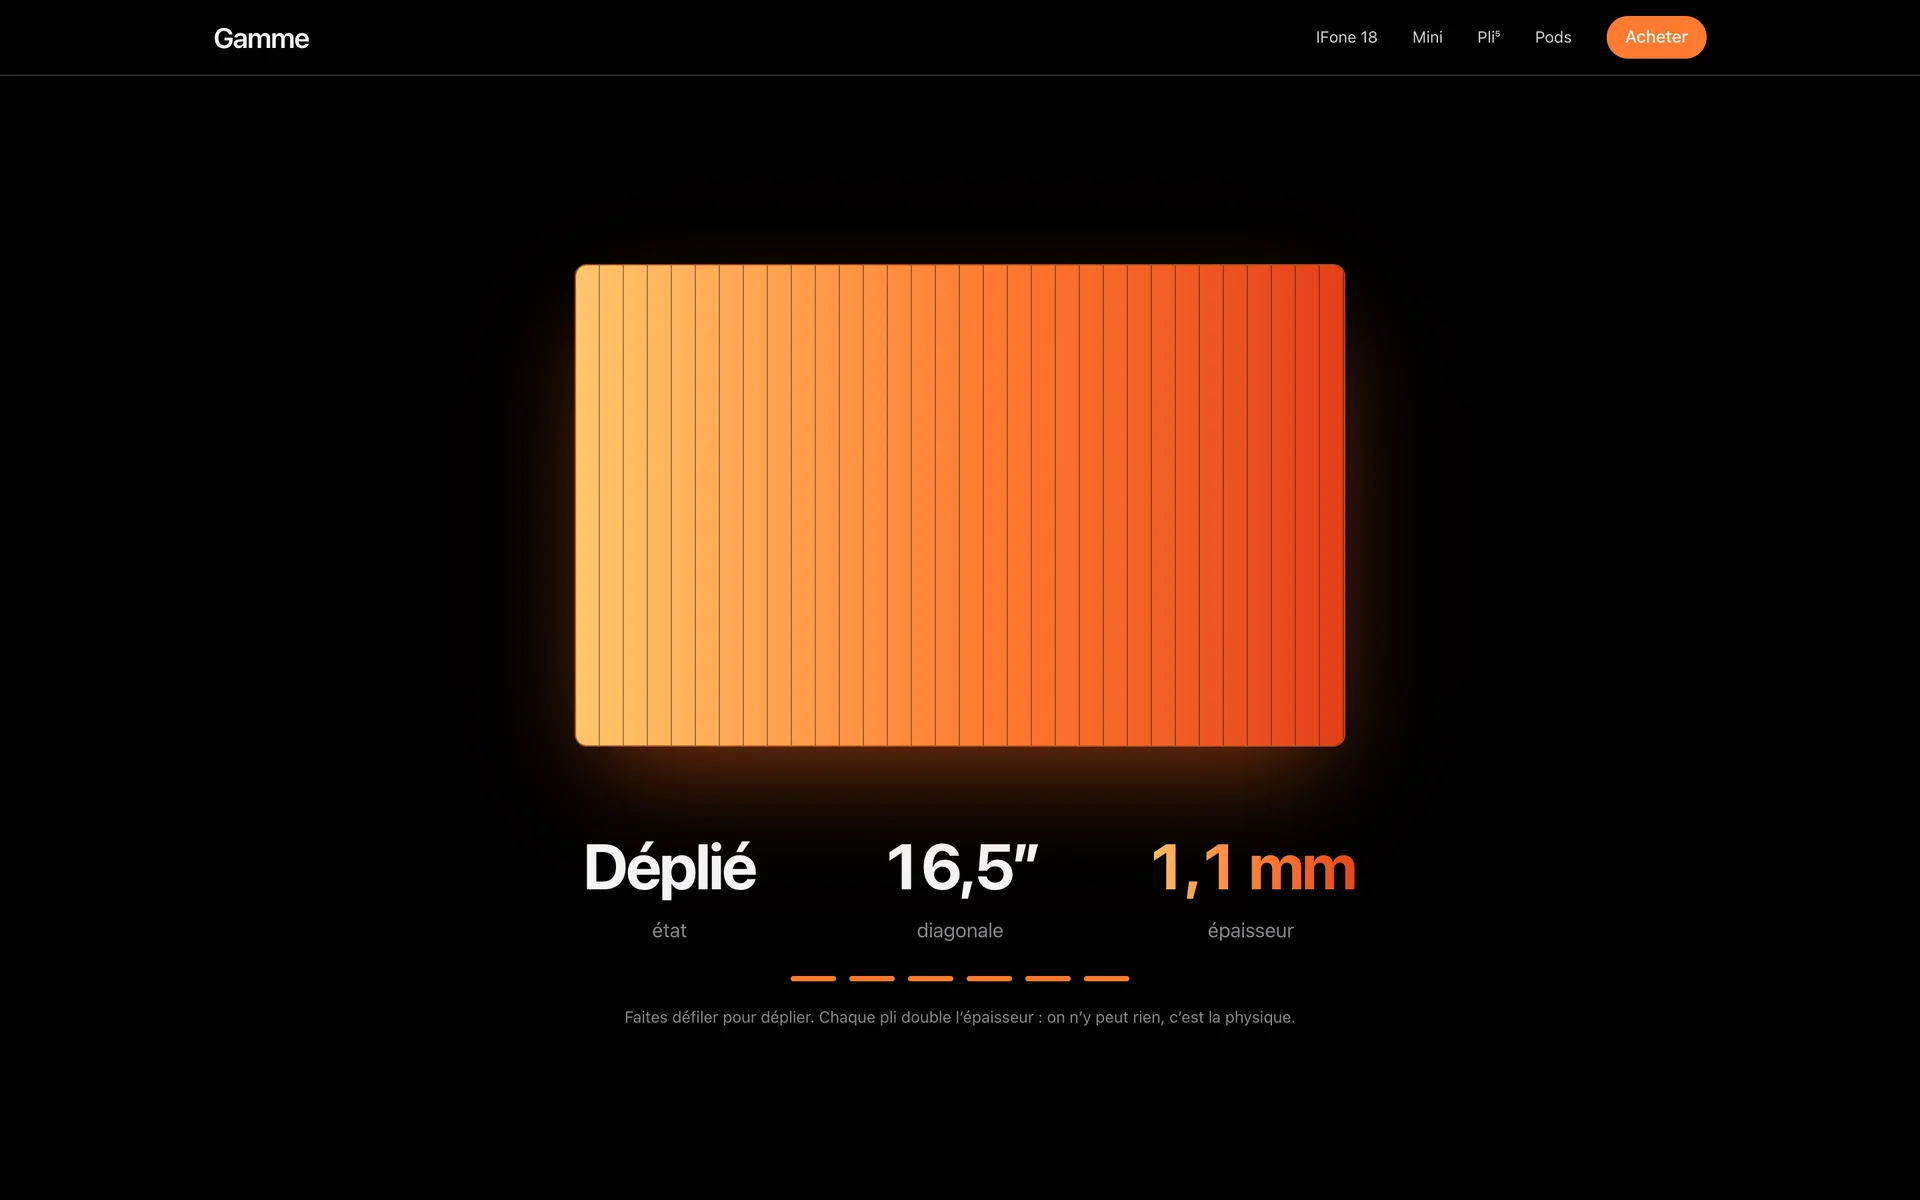 Gamme
IFone 18
Mini
Pli⁵
Pods
Acheter
Déplié
16,5″
1,1 mm
état
diagonale
épaisseur
Faites défiler pour déplier. Chaque pli double l’épaisseur : on n’y peut rien, c’est la physique.